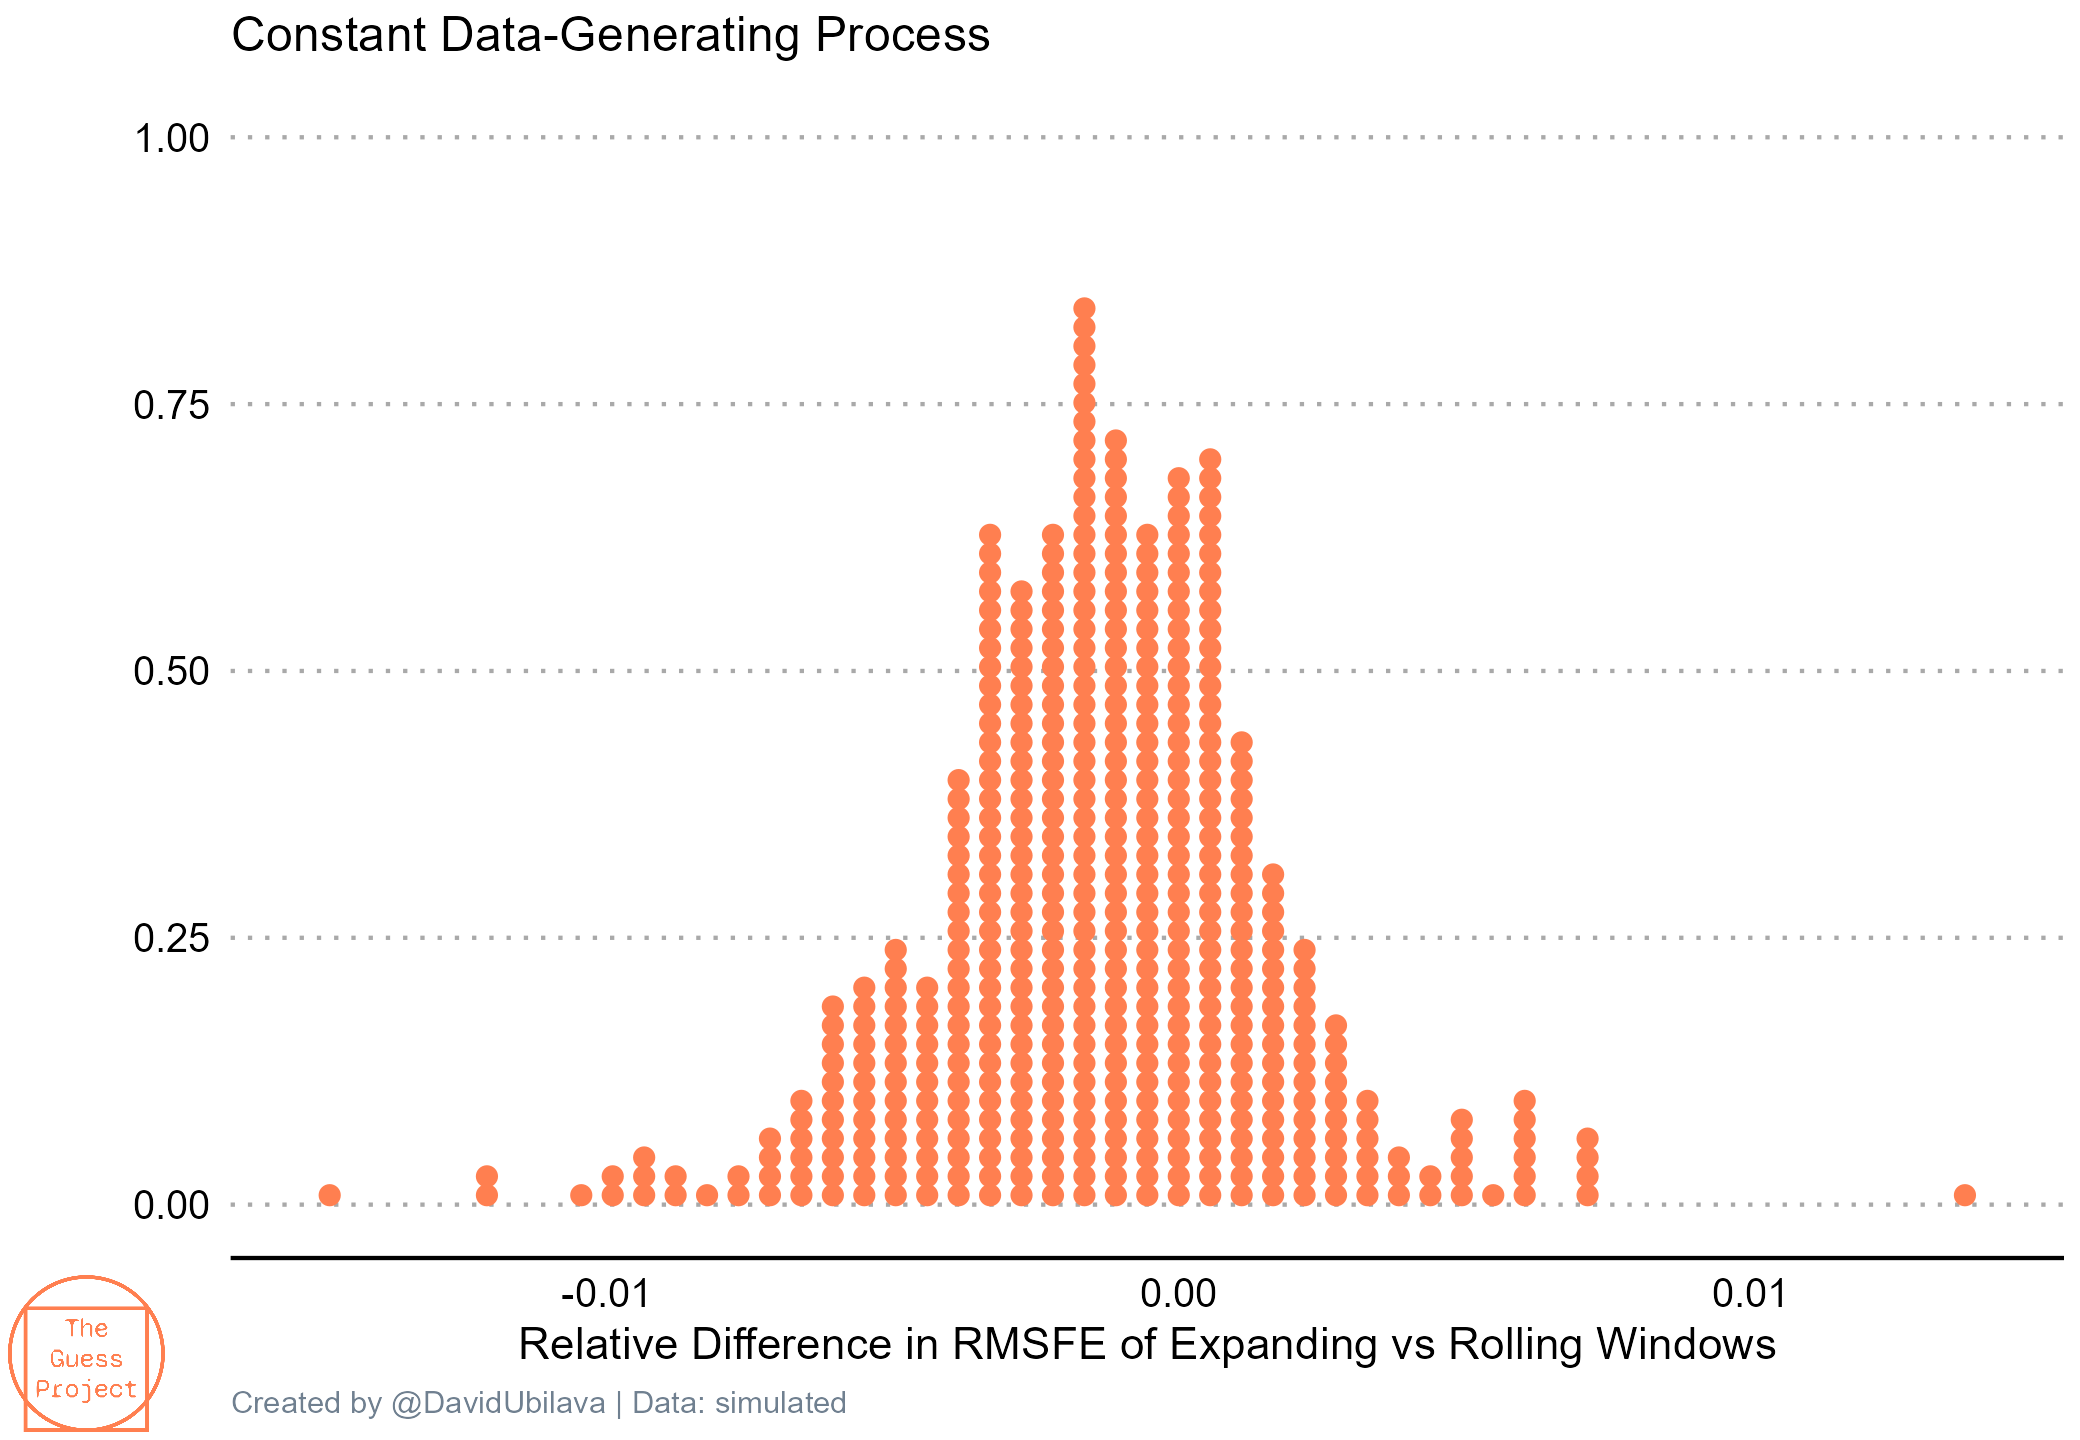 Constant Data-Generating Process
1.00
0.75
0.50
0.25
0.00
-0.01
0.00
0.01
Relative Difference in RMSFE of Expanding vs Rolling Windows
Created by @DavidUbilava | Data: simulated
The
Guess
Project